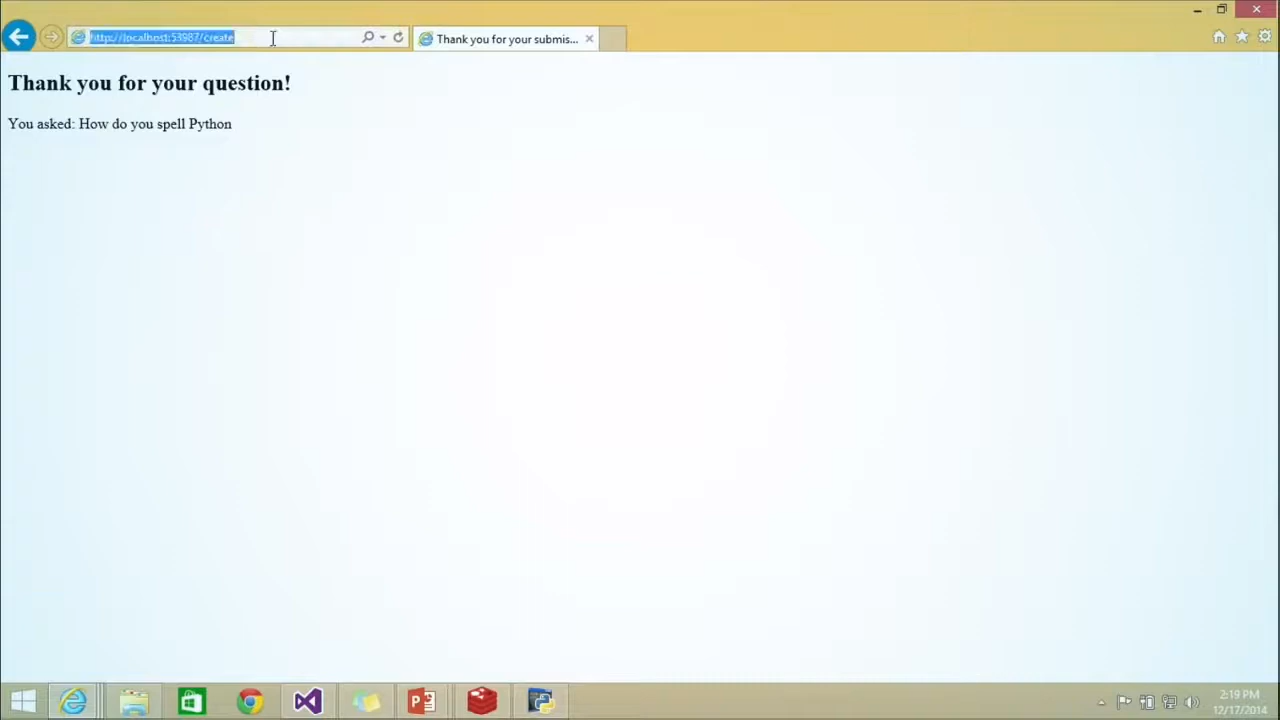 http://localhost:53987/create
Thank you for your submis...
Thank you for your question!
You asked: How do you spell Python
2:19 PM
12/17/2014